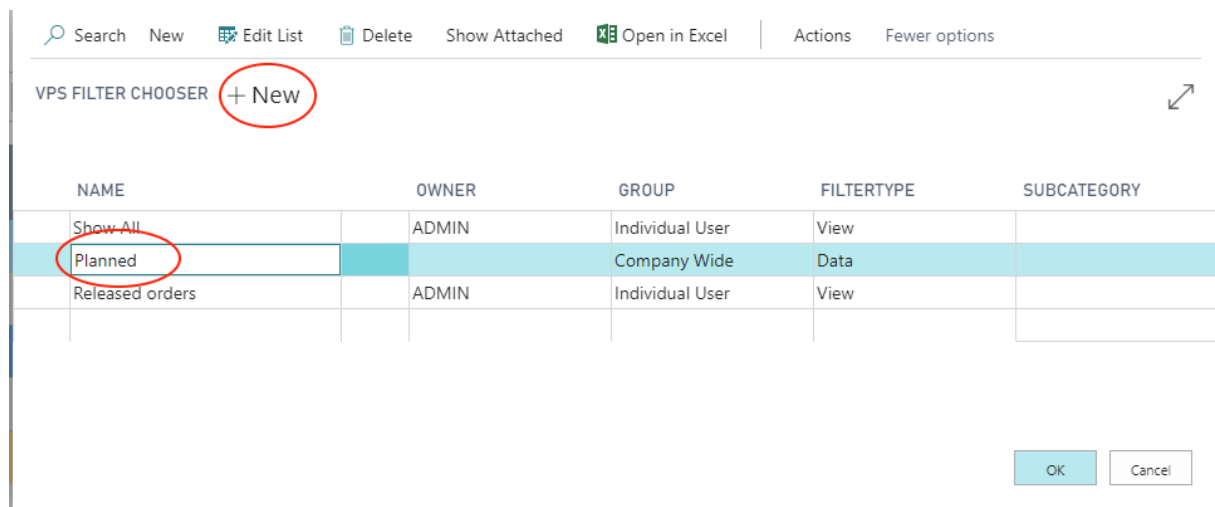 Search New Edit List Delete Show Attached Open in Excel Actions Fewer options
VPS FILTER CHOOSER + New
NAME OWNER GROUP FILTERTYPE SUBCATEGORY
Show All ADMIN Individual User View
Planned Company Wide Data
Released orders ADMIN Individual User View
OK Cancel